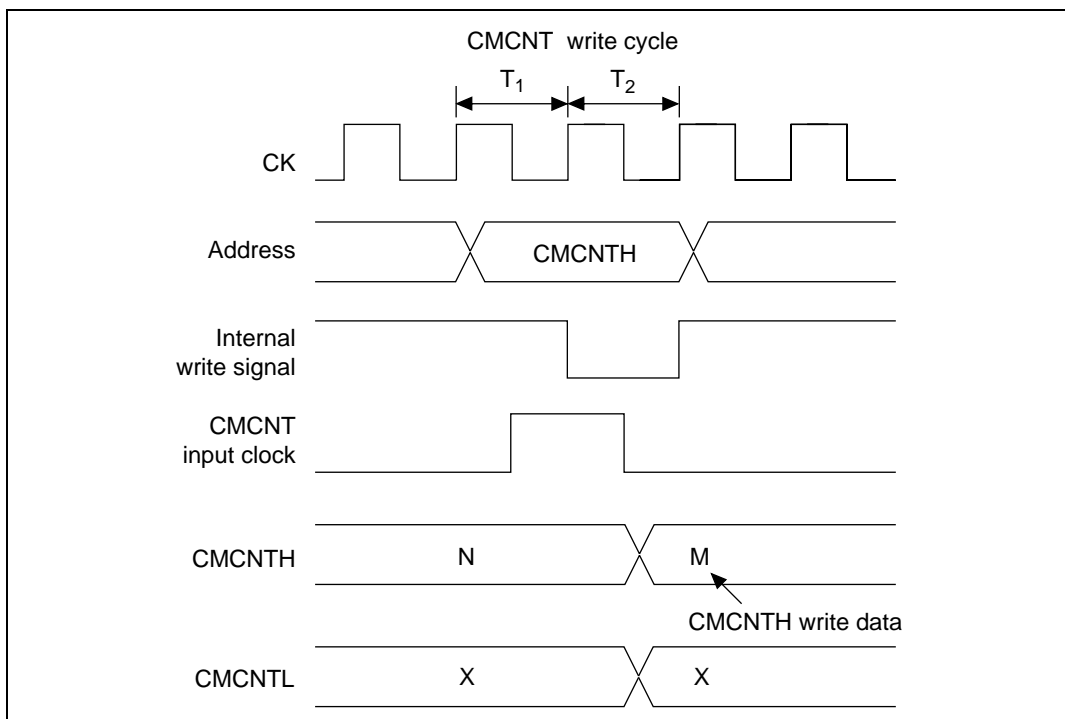 CMCNT write cycle
T1 T2
CK
Address
CMCNTH
Internal
write signal
CMCNT
input clock
CMCNTH
N
M
CMCNTH write data
CMCNTL
X
X